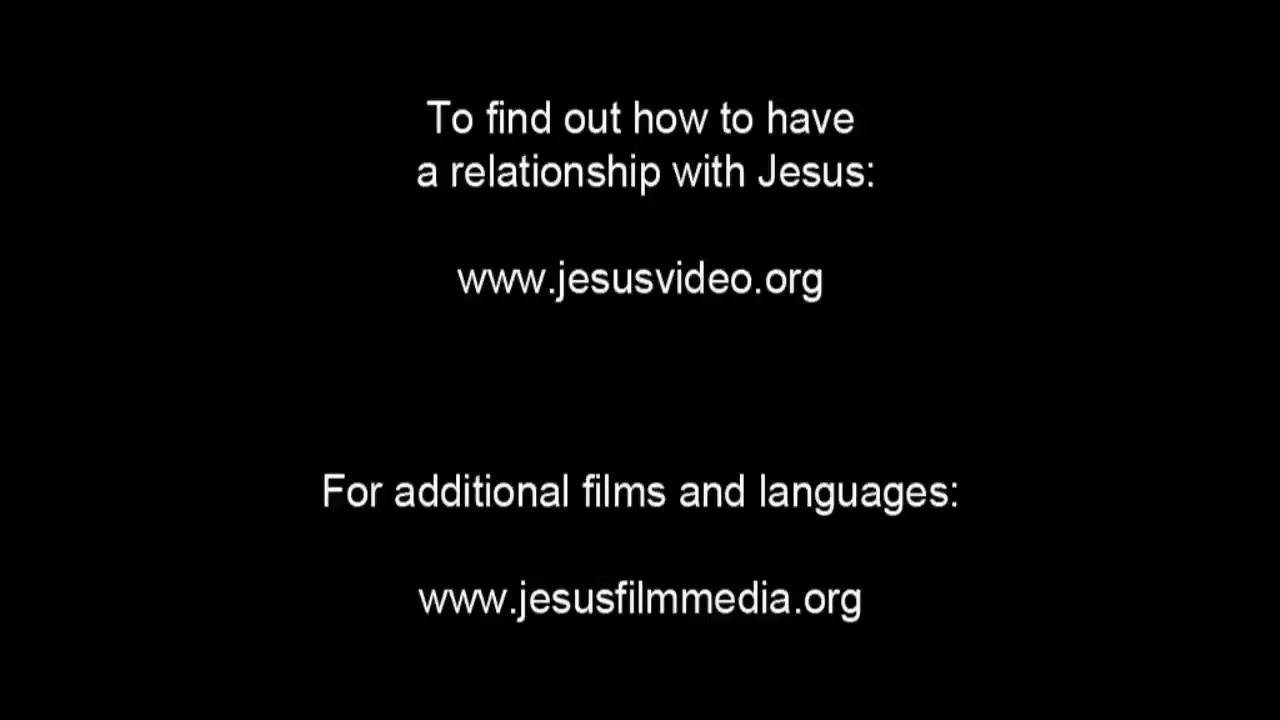 To find out how to have
a relationship with Jesus:
www.jesusvideo.org
For additional films and languages:
www.jesusfilmmedia.org